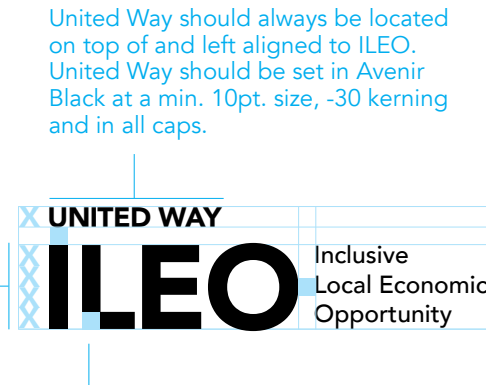 United Way should always be located
on top of and left aligned to ILEO.
United Way should be set in Avenir
Black at a min. 10pt. size, -30 kerning
and in all caps.
X UNITED WAY
X
X
X
X
ILEO
Inclusive
Local Economic
Opportunity